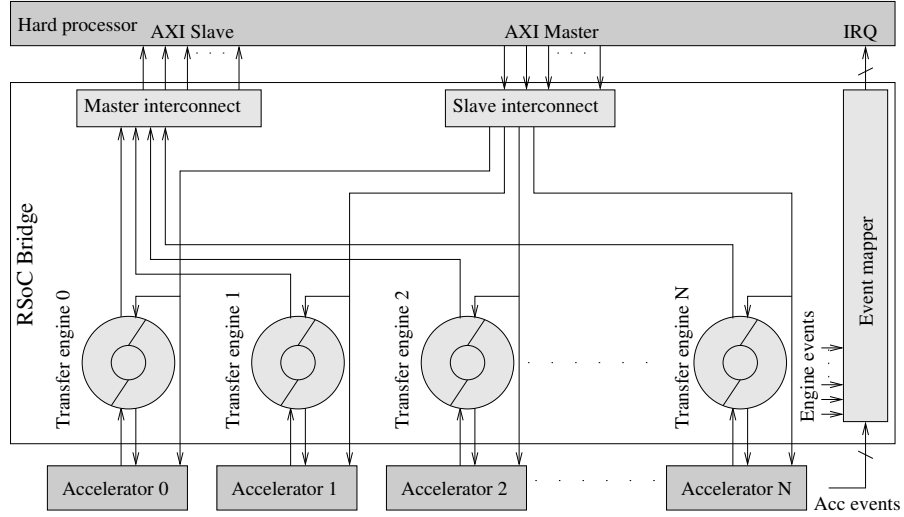 Hard processor
AXI Slave
AXI Master
IRQ
Master interconnect
Slave interconnect
RSoC Bridge
Transfer engine 0
Transfer engine 1
Transfer engine 2
Transfer engine N
Engine events
Event mapper
Accelerator 0
Accelerator 1
Accelerator 2
Accelerator N
Acc events